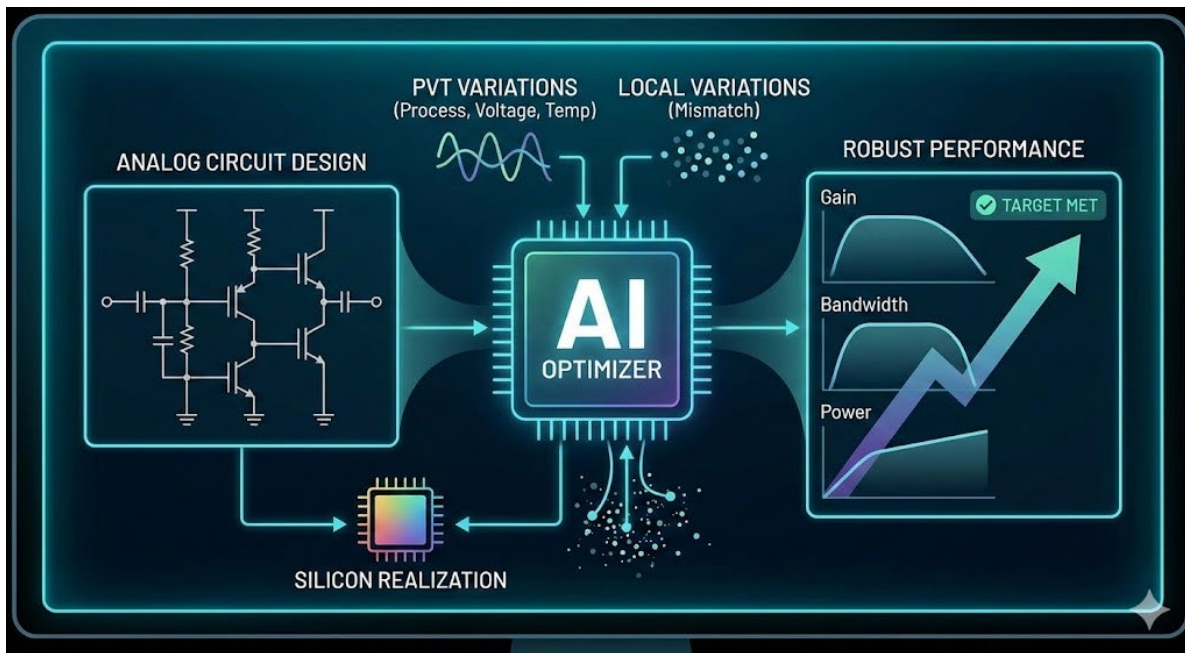 PVT VARIATIONS
(Process, Voltage, Temp)
LOCAL VARIATIONS
(Mismatch)
ANALOG CIRCUIT DESIGN
ROBUST PERFORMANCE
Gain
TARGET MET
Bandwidth
Power
AI
OPTIMIZER
SILICON REALIZATION